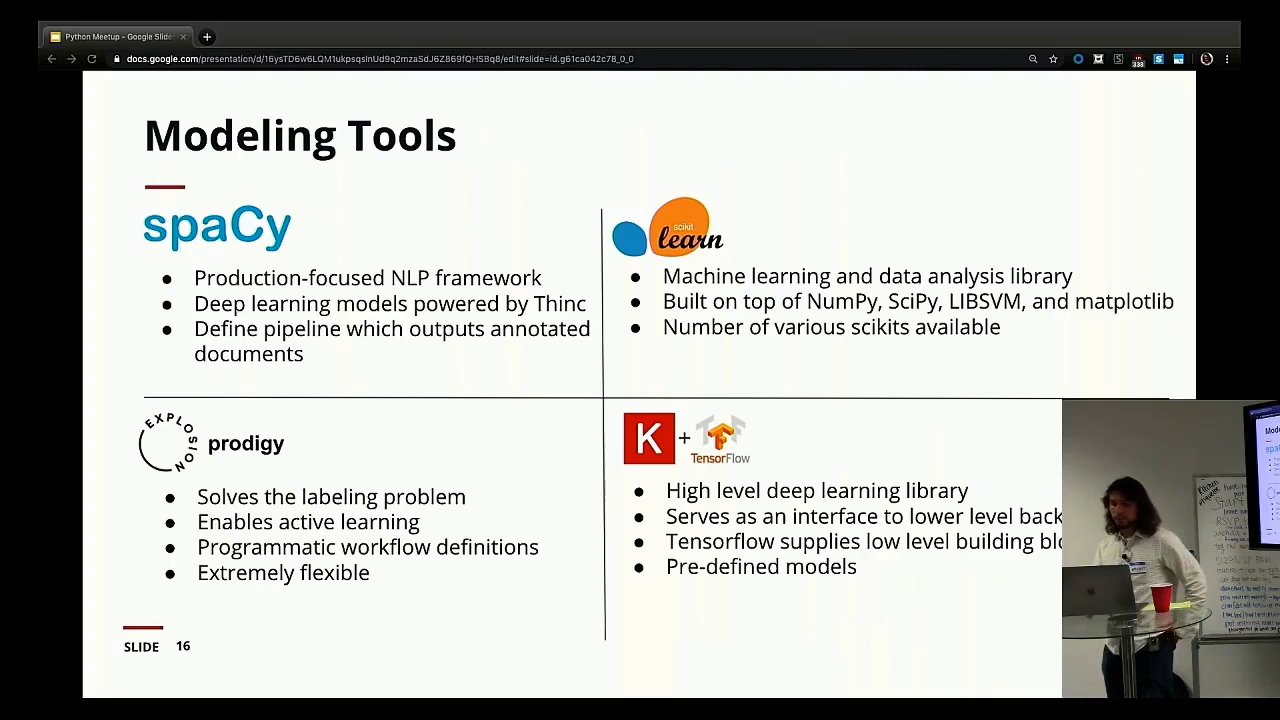 Python Meetup - Google Slide
docs.google.com/presentation/d/16ysTD6w6LQM1ukpsqslnUd9q2mzaSdJ6Z869fQHSBq8/edit#slide=id.g61ca042c78_0_0
338
Modeling Tools
spaCy
Production-focused NLP framework
Deep learning models powered by Thinc
Define pipeline which outputs annotated
documents
scikit
learn
Machine learning and data analysis library
Built on top of NumPy, SciPy, LIBSVM, and matplotlib
Number of various scikits available
EXPLOSION
prodigy
Solves the labeling problem
Enables active learning
Programmatic workflow definitions
Extremely flexible
K + TensorFlow
High level deep learning library
Serves as an interface to lower level back
Tensorflow supplies low level building blo
Pre-defined models
SLIDE 16